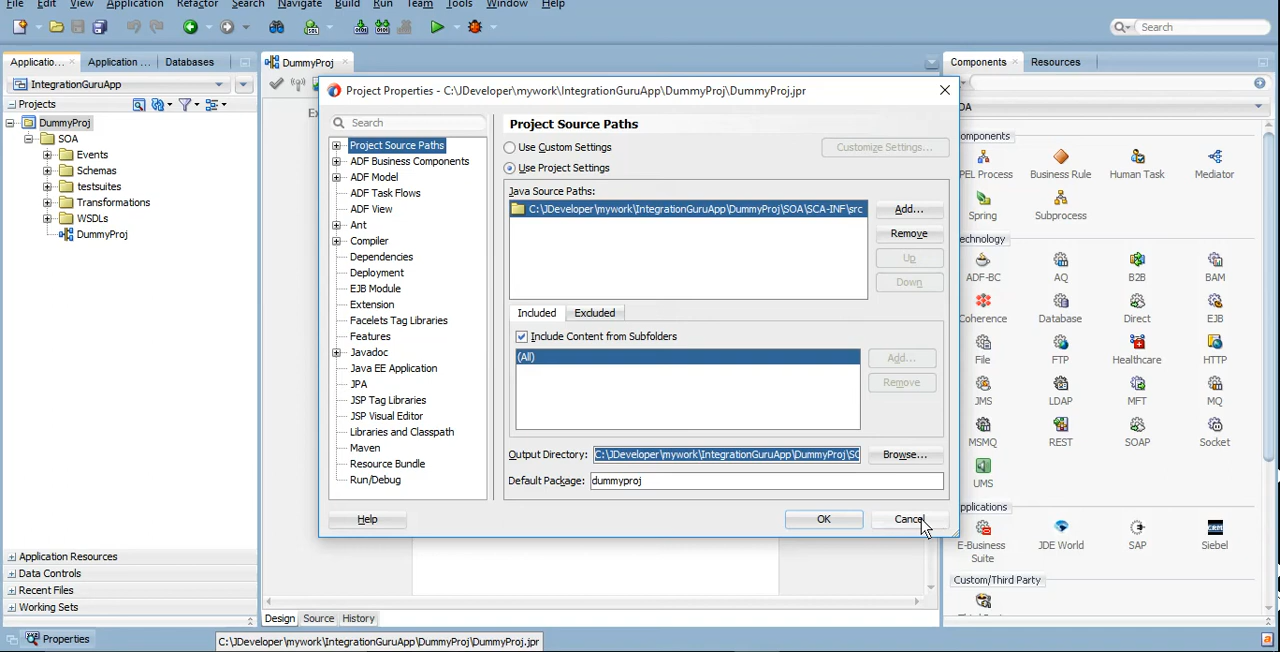 File Edit View Application Refactor Search Navigate Build Run Team Tools Window Help
Search
Applicatio... Application ... Databases
IntegrationGuruApp
Projects
DummyProj
SOA
Events
Schemas
testsuites
Transformations
WSDLs
DummyProj
Application Resources
Data Controls
Recent Files
Working Sets
DummyProj
Project Properties - C:\JDeveloper\mywork\IntegrationGuruApp\DummyProj\DummyProj.jpr
Search
Project Source Paths
ADF Business Components
ADF Model
ADF Task Flows
ADF View
Ant
Compiler
Dependencies
Deployment
EJB Module
Extension
Facelets Tag Libraries
Features
Javadoc
Java EE Application
JPA
JSP Tag Libraries
JSP Visual Editor
Libraries and Classpath
Maven
Resource Bundle
Run/Debug
Project Source Paths
Use Custom Settings
Customize Settings...
Use Project Settings
Java Source Paths:
C:\JDeveloper\mywork\IntegrationGuruApp\DummyProj\SOA\SCA-INF\src
Add...
Remove
Up
Down
Included Excluded
Include Content from Subfolders
(All)
Add...
Remove
Output Directory: C:\JDeveloper\mywork\IntegrationGuruApp\DummyProj\SC
Browse...
Default Package: dummyproj
Help OK Cancel
Design Source History
Components Resources
OA
omponents
PEL Process Business Rule Human Task Mediator
Spring Subprocess
echnology
ADF-BC AQ B2B BAM
Coherence Database Direct EJB
File FTP Healthcare HTTP
JMS LDAP MFT MQ
MSMQ REST SOAP Socket
UMS
pplications
E-Business JDE World SAP Siebel
Suite
Custom/Third Party
Properties
C:\JDeveloper\mywork\IntegrationGuruApp\DummyProj\DummyProj.jpr